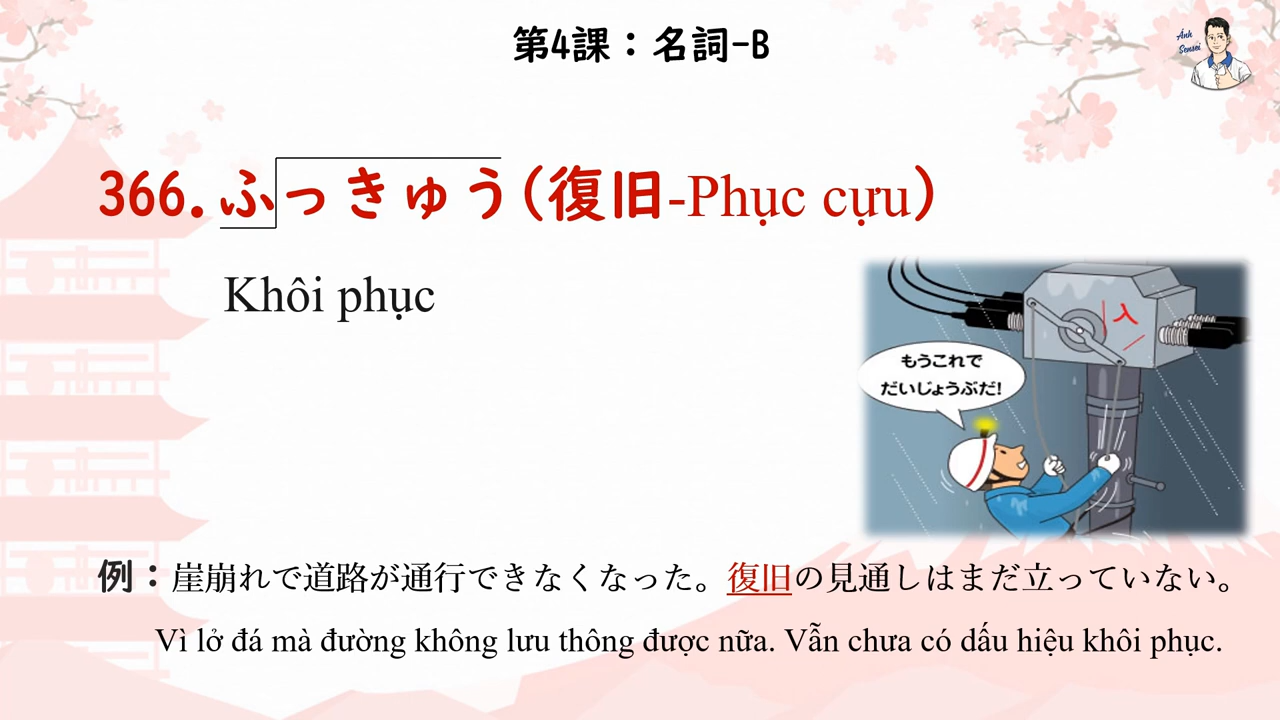 第4課：名詞-B
Anh
Sensei
366.ふっきゅう(復旧-Phục cựu)
Khôi phục
入
もうこれで
だいじょうぶだ!
例：崖崩れで道路が通行できなくなった。復旧の見通しはまだ立っていない。
Vì lở đá mà đường không lưu thông được nữa. Vẫn chưa có dấu hiệu khôi phục.